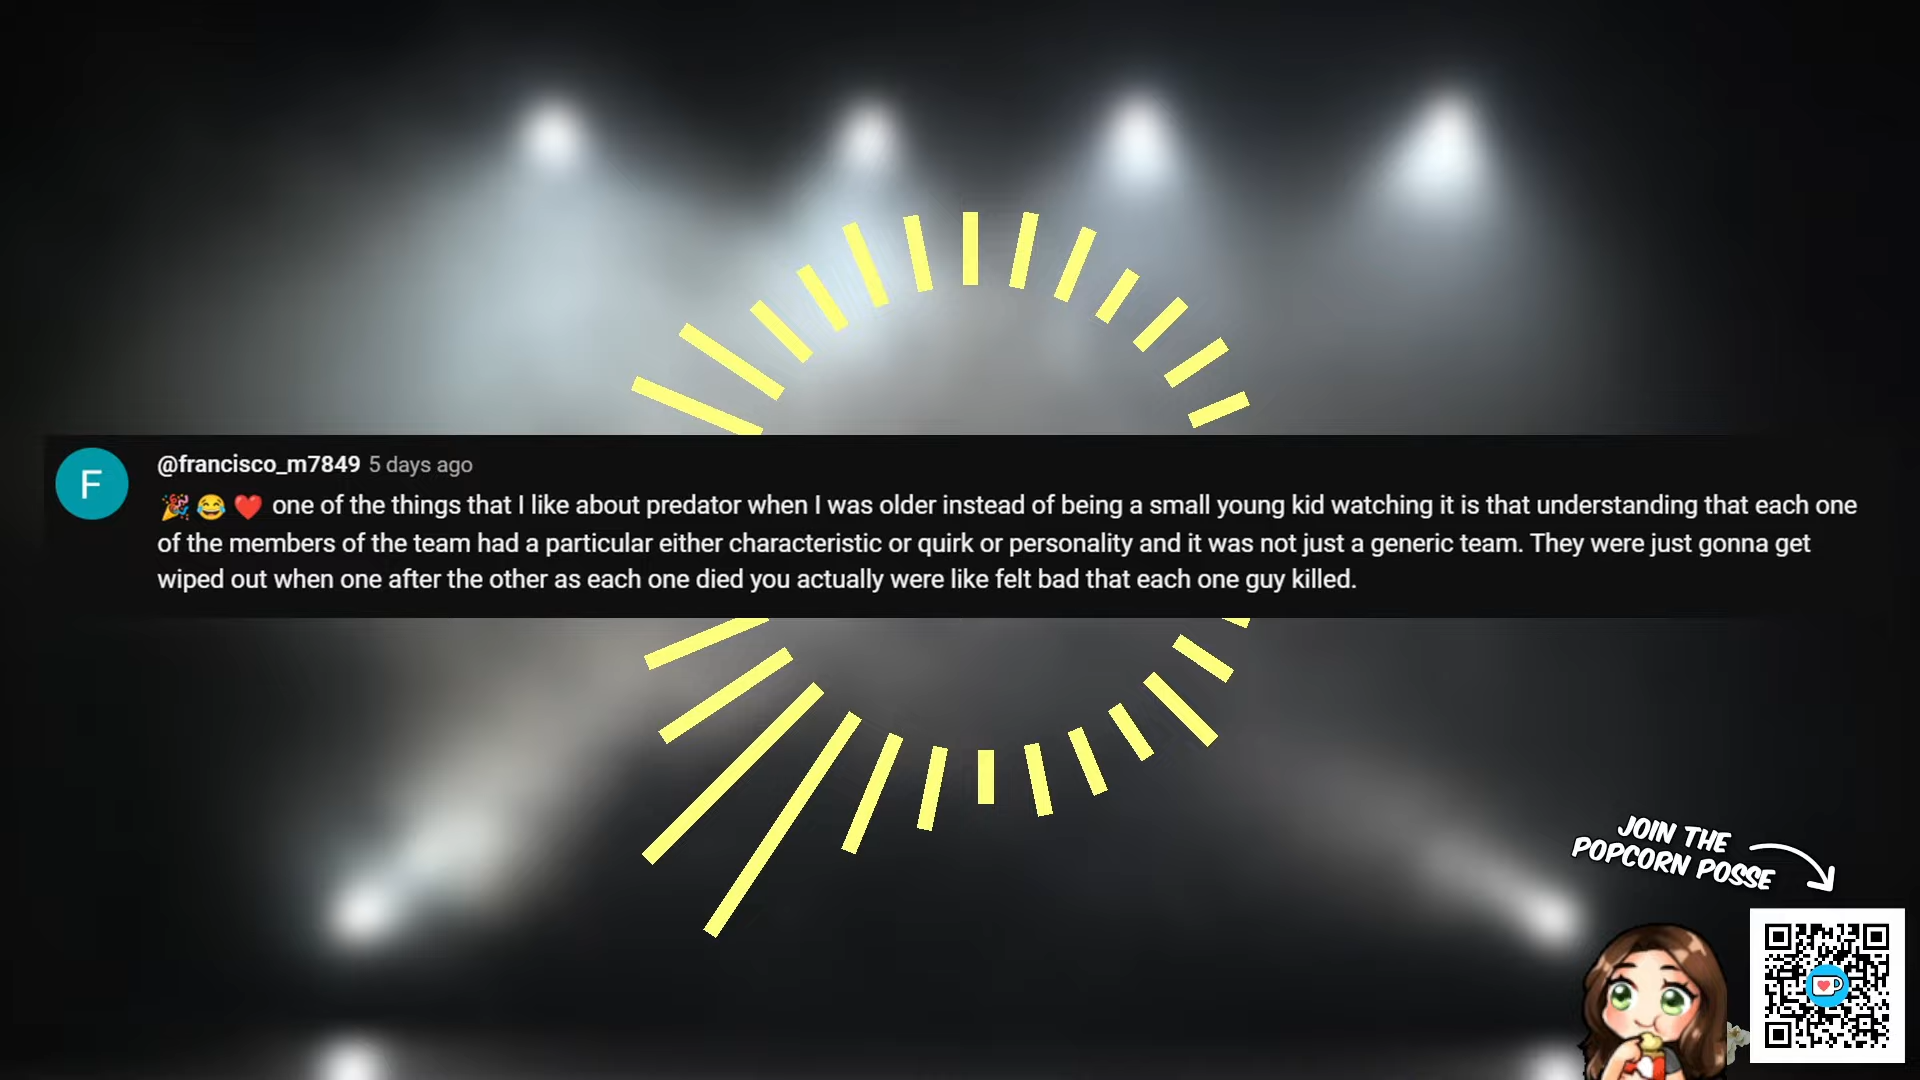 F
@francisco_m7849 5 days ago
🎉😂❤️ one of the things that I like about predator when I was older instead of being a small young kid watching it is that understanding that each one
of the members of the team had a particular either characteristic or quirk or personality and it was not just a generic team. They were just gonna get
wiped out when one after the other as each one died you actually were like felt bad that each one guy killed.
JOIN THE
POPCORN POSSE